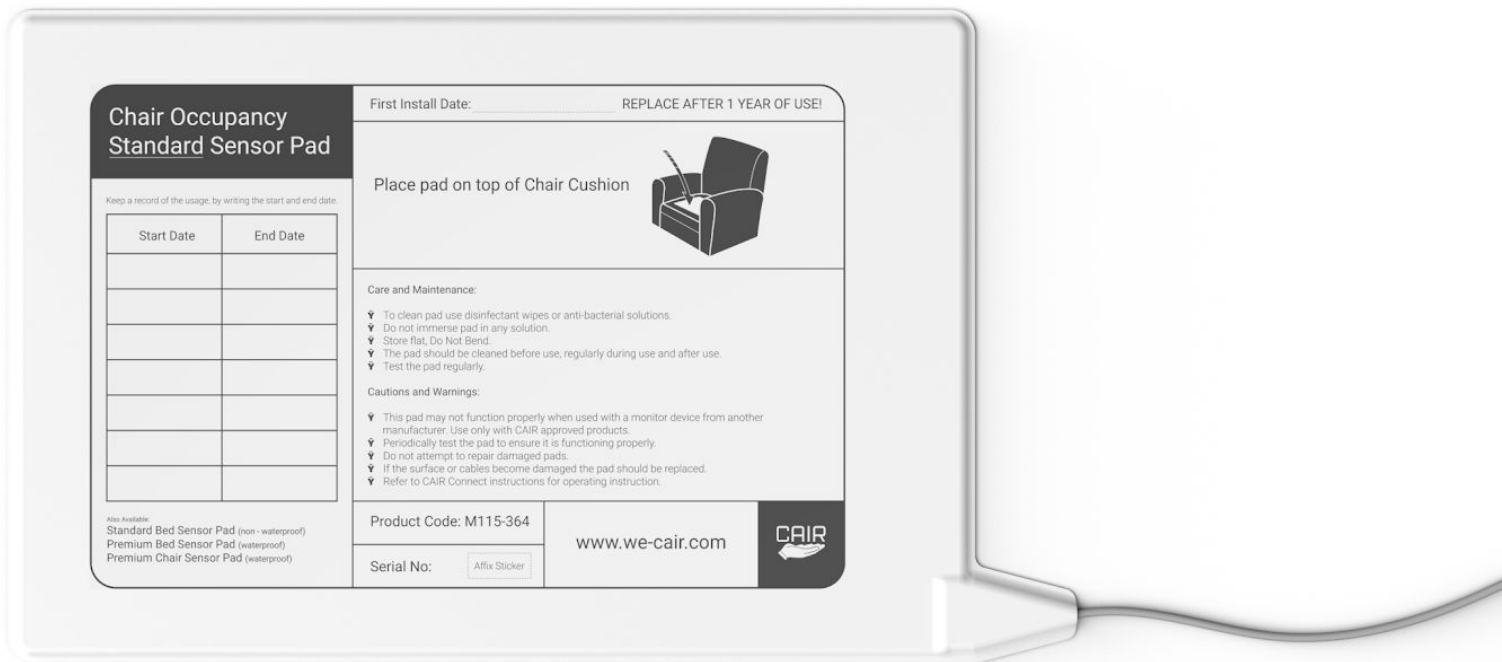 Chair Occupancy
Standard Sensor Pad
Keep a record of the usage, by writing the start and end date.
Start Date End Date
Also Available:
Standard Bed Sensor Pad (non - waterproof)
Premium Bed Sensor Pad (waterproof)
Premium Chair Sensor Pad (waterproof)
First Install Date: REPLACE AFTER 1 YEAR OF USE!
Place pad on top of Chair Cushion
Care and Maintenance:
To clean pad use disinfectant wipes or anti-bacterial solutions.
Do not immerse pad in any solution.
Store flat, Do Not Bend.
The pad should be cleaned before use, regularly during use and after use.
Test the pad regularly.
Cautions and Warnings:
This pad may not function properly when used with a monitor device from another
manufacturer. Use only with CAIR approved products.
Periodically test the pad to ensure it is functioning properly.
Do not attempt to repair damaged pads.
If the surface or cables become damaged the pad should be replaced.
Refer to CAIR Connect instructions for operating instruction.
Product Code: M115-364
Serial No: Affix Sticker
www.we-cair.com
CAIR